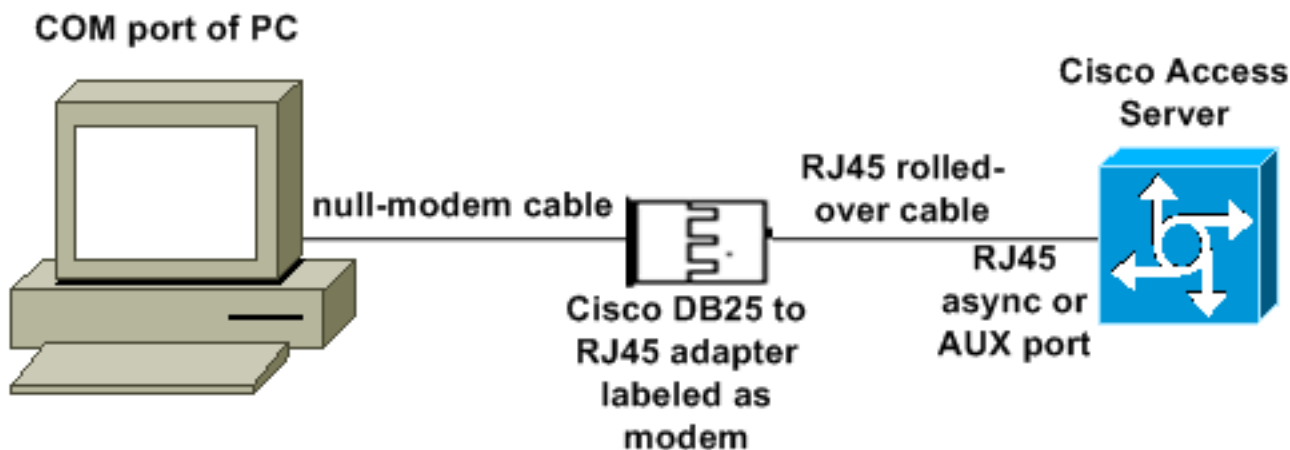 COM port of PC
null-modem cable
Cisco DB25 to
RJ45 adapter
labeled as
modem
RJ45 rolled-
over cable
RJ45
async or
AUX port
Cisco Access
Server